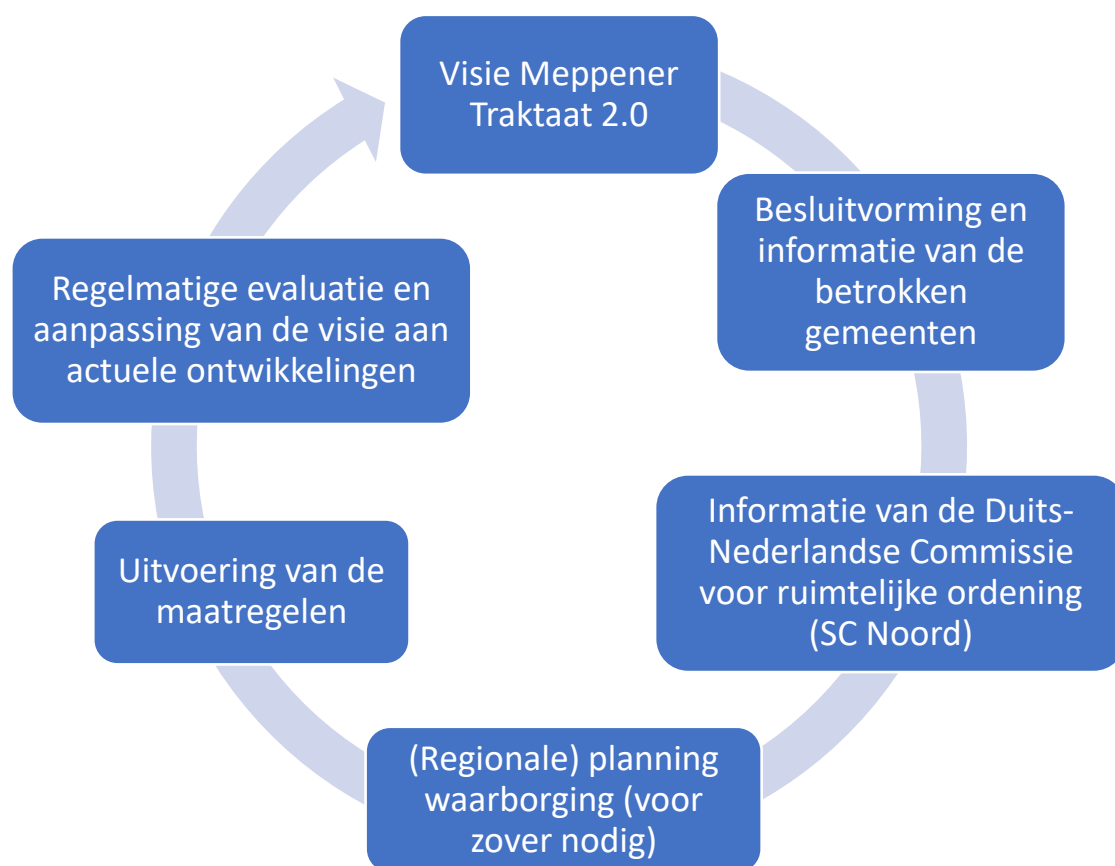 Visie Meppener
Traktaat 2.0
Besluitvorming en
informatie van de
betrokken
gemeenten
Informatie van de Duits-
Nederlandse Commissie
voor ruimtelijke ordening
(SC Noord)
(Regionale) planning
waarborging (voor
zover nodig)
Uitvoering van de
maatregelen
Regelmatige evaluatie en
aanpassing van de visie aan
actuele ontwikkelingen